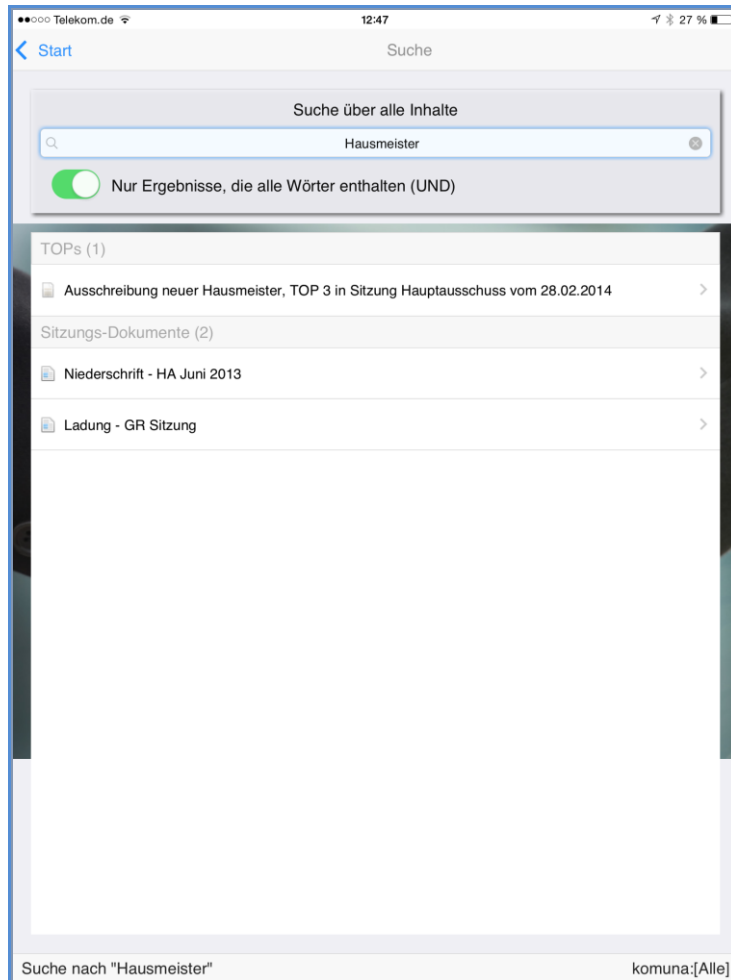 Telekom.de 12:47 27 %
Start Suche
Suche über alle Inhalte
Hausmeister
Nur Ergebnisse, die alle Wörter enthalten (UND)
TOPs (1)
Ausschreibung neuer Hausmeister, TOP 3 in Sitzung Hauptausschuss vom 28.02.2014
Sitzungs-Dokumente (2)
Niederschrift - HA Juni 2013
Ladung - GR Sitzung
Suche nach "Hausmeister" komuna:[Alle]